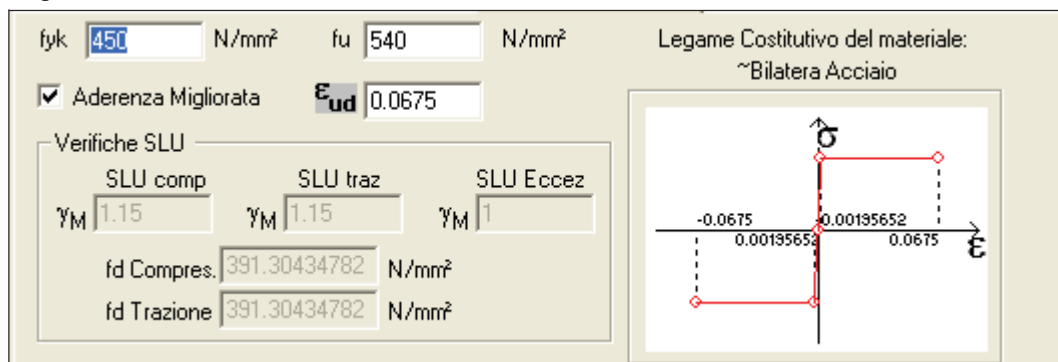 fyk 450 N/mm² fu 540 N/mm²
Aderenza Migliorata εud 0.0675
Verifiche SLU
SLU comp SLU traz SLU Eccez
γM 1.15 γM 1.15 γM 1
fd Compres. 391.30434782 N/mm²
fd Trazione 391.30434782 N/mm²
Legame Costitutivo del materiale:
~Bilatera Acciaio
σ
-0.0675 -0.00195652
0.00195652 0.0675
ε